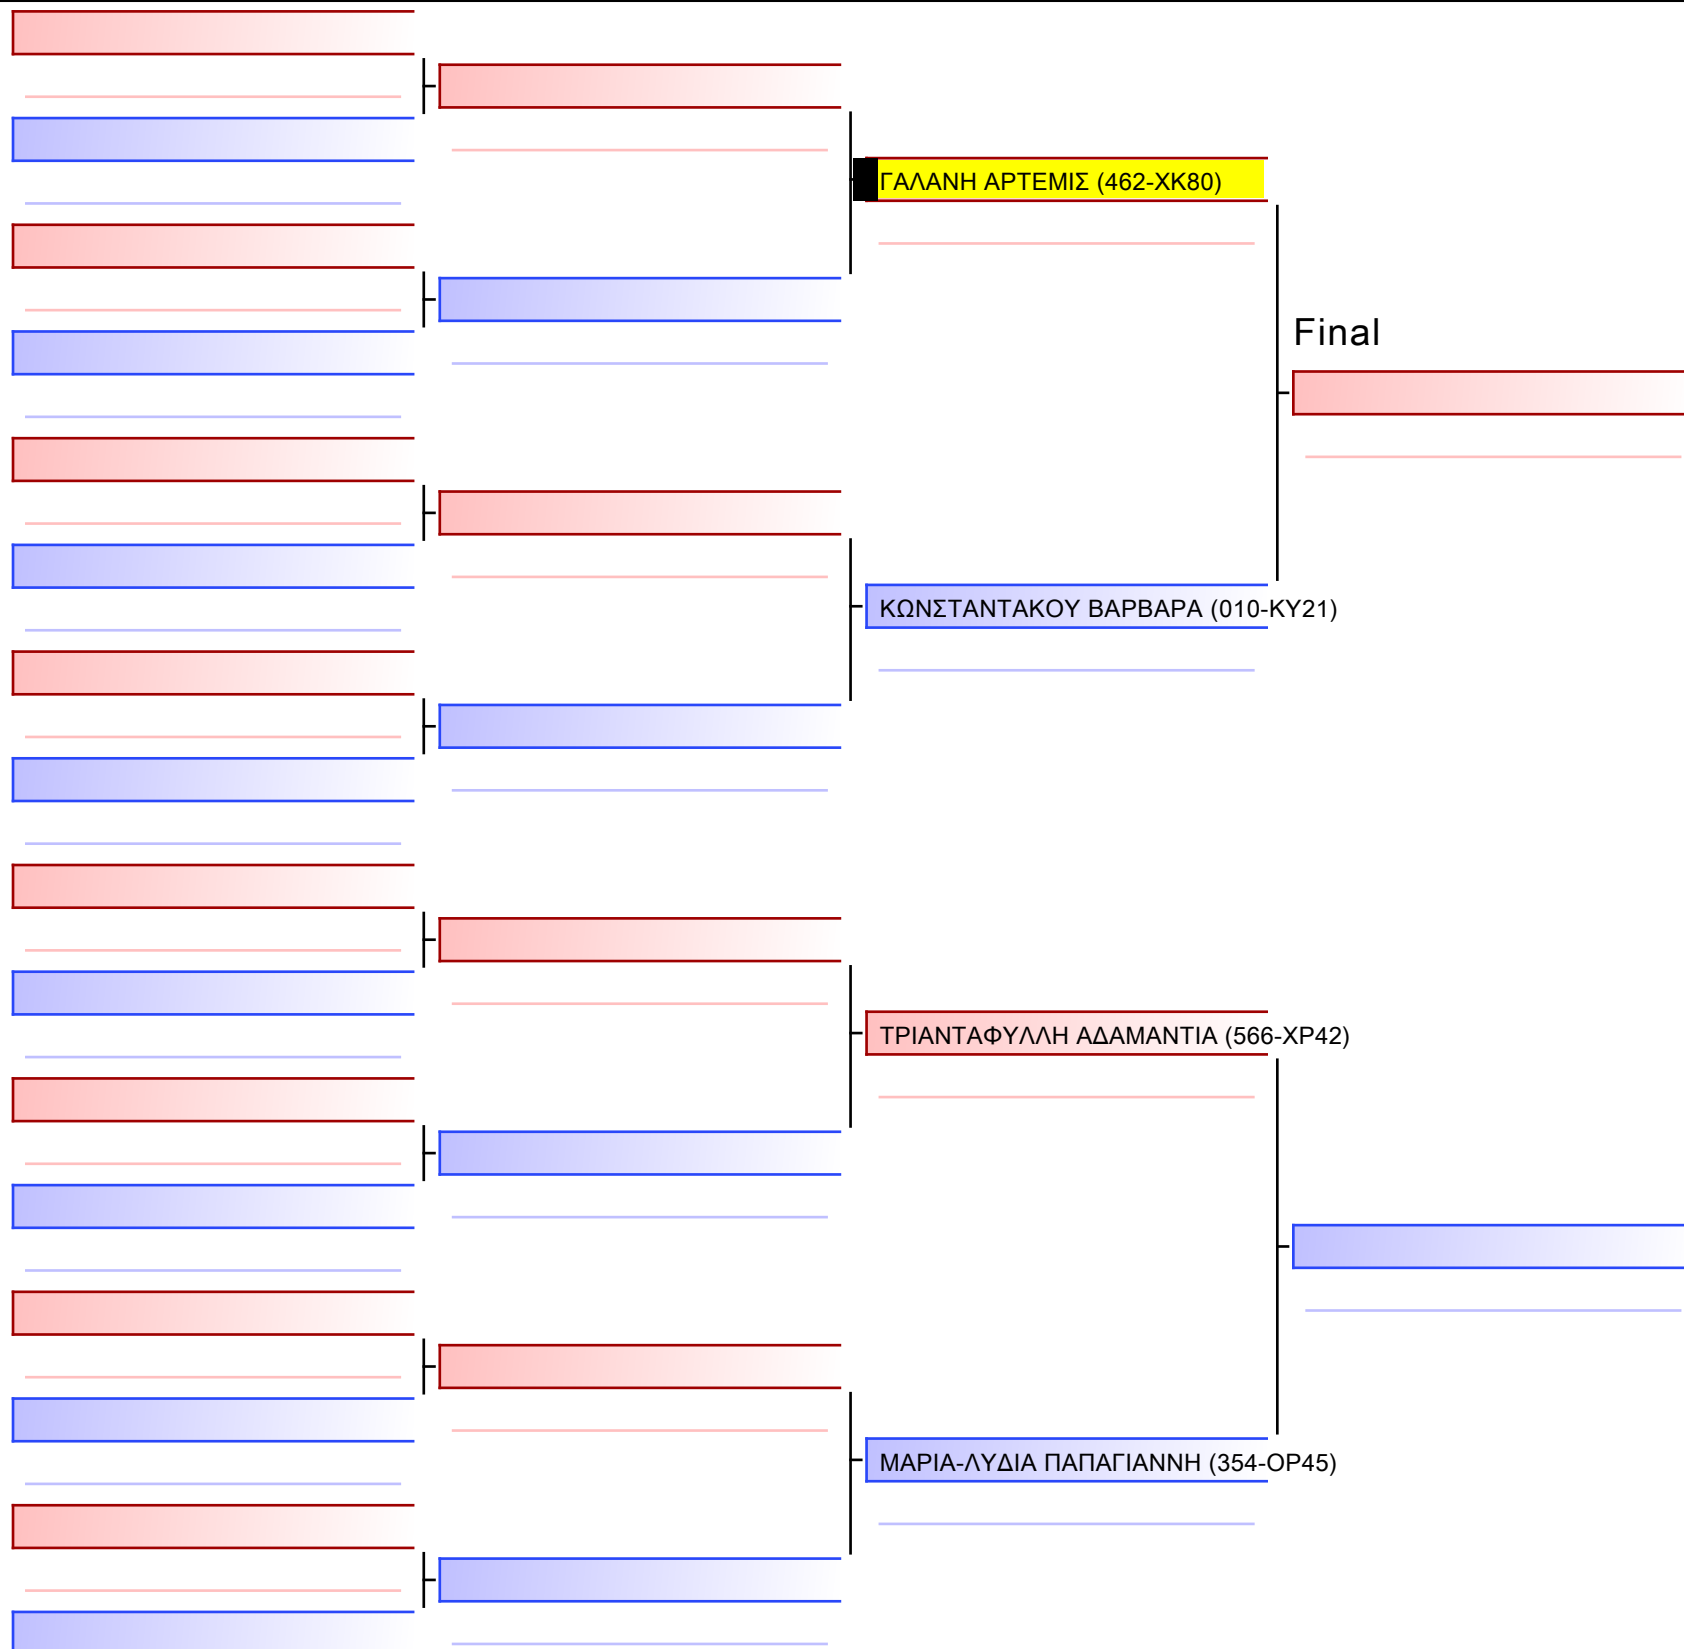 ΓΑΛΑΝΗ ΑΡΤΕΜΙΣ (462-ΧΚ80)
Final
ΚΩΝΣΤΑΝΤΑΚΟΥ ΒΑΡΒΑΡΑ (010-ΚΥ21)
ΤΡΙΑΝΤΑΦΥΛΛΗ ΑΔΑΜΑΝΤΙΑ (566-ΧΡ42)
ΜΑΡΙΑ-ΛΥΔΙΑ ΠΑΠΑΓΙΑΝΝΗ (354-ΟΡ45)